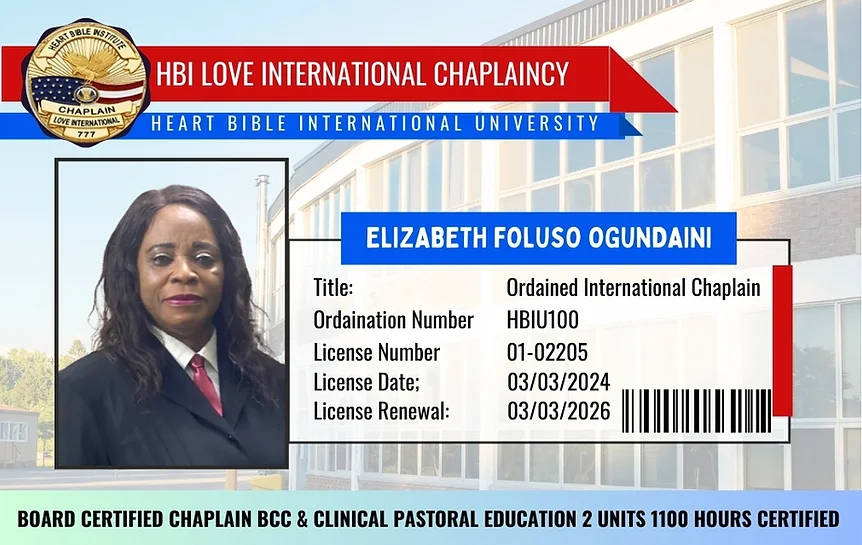 HEART BIBLE INSTITUTE
CHAPLAIN
LOVE INTERNATIONAL
777
HBI LOVE INTERNATIONAL CHAPLAINCY
HEART BIBLE INTERNATIONAL UNIVERSITY
ELIZABETH FOLUSO OGUNDAINI
Title: Ordained International Chaplain
Ordaination Number HBIU100
License Number 01-02205
License Date; 03/03/2024
License Renewal: 03/03/2026
BOARD CERTIFIED CHAPLAIN BCC & CLINICAL PASTORAL EDUCATION 2 UNITS 1100 HOURS CERTIFIED